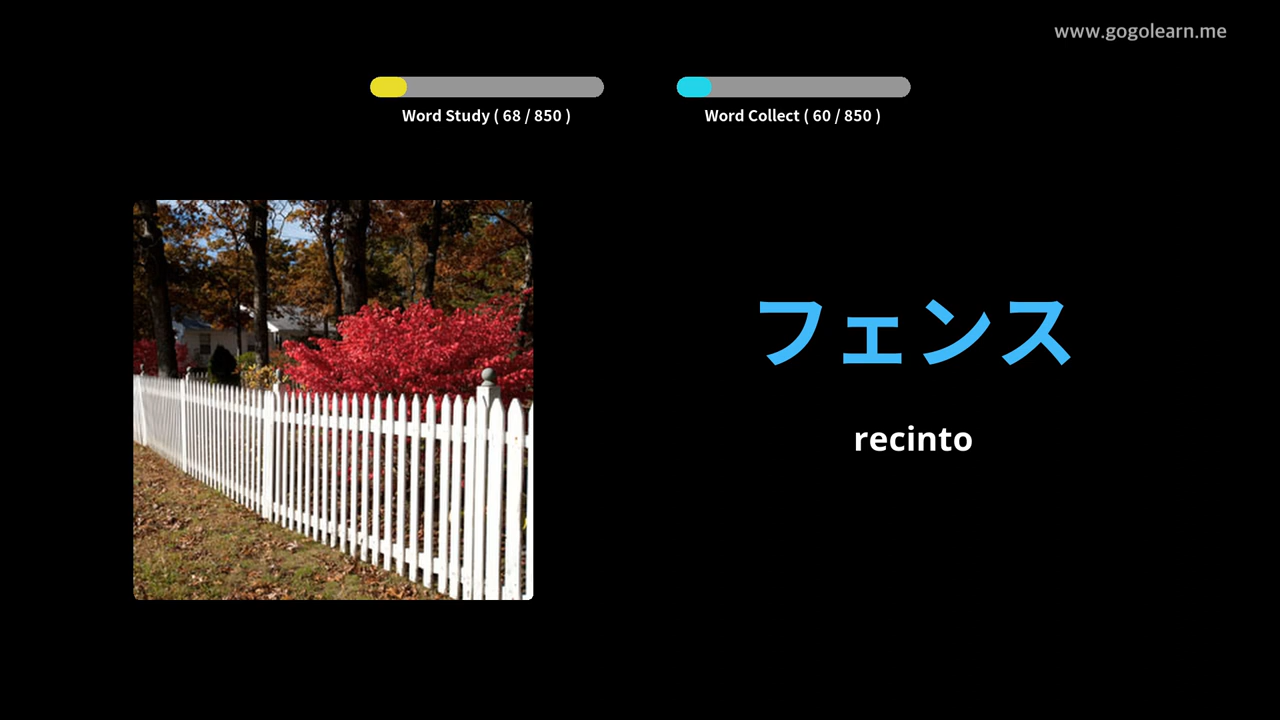 www.gogolearn.me
Word Study ( 68 / 850 )
Word Collect ( 60 / 850 )
フェンス
recinto